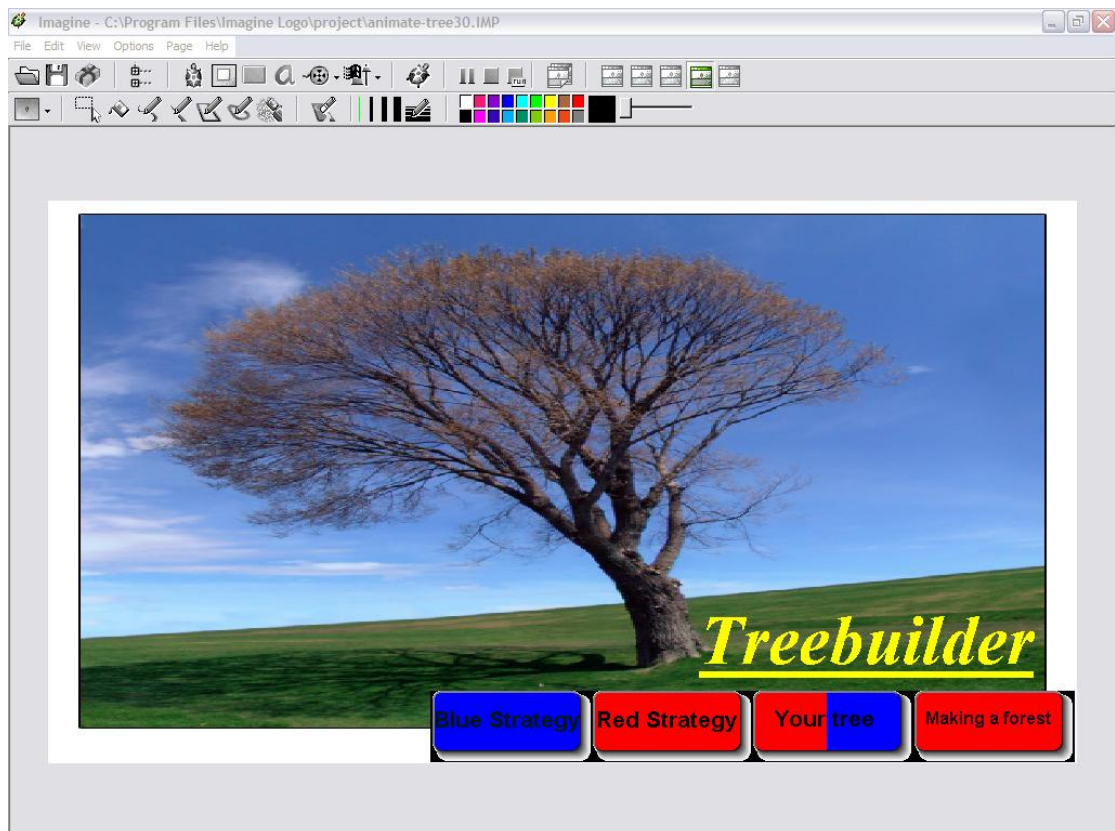 Imagine - C:\Program Files\Imagine Logo\project\animate-tree30.IMP
File Edit View Options Page Help
run
Treebuilder
Blue Strategy Red Strategy Your tree Making a forest